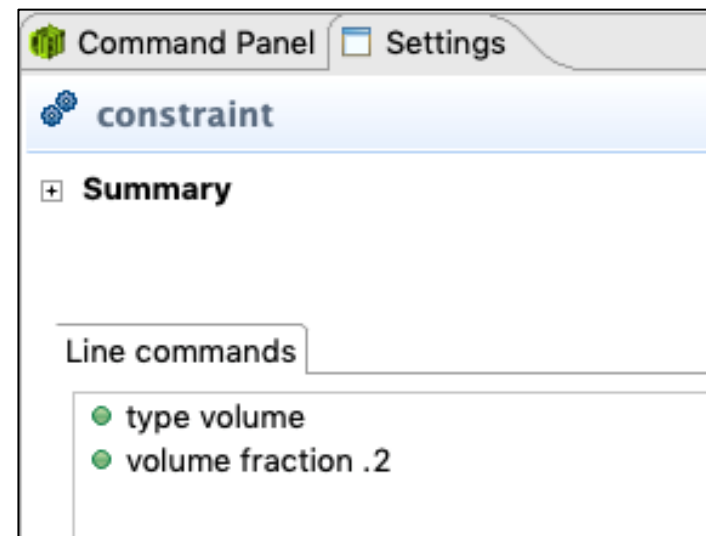 Command Panel Settings
constraint
Summary
Line commands
type volume
volume fraction .2